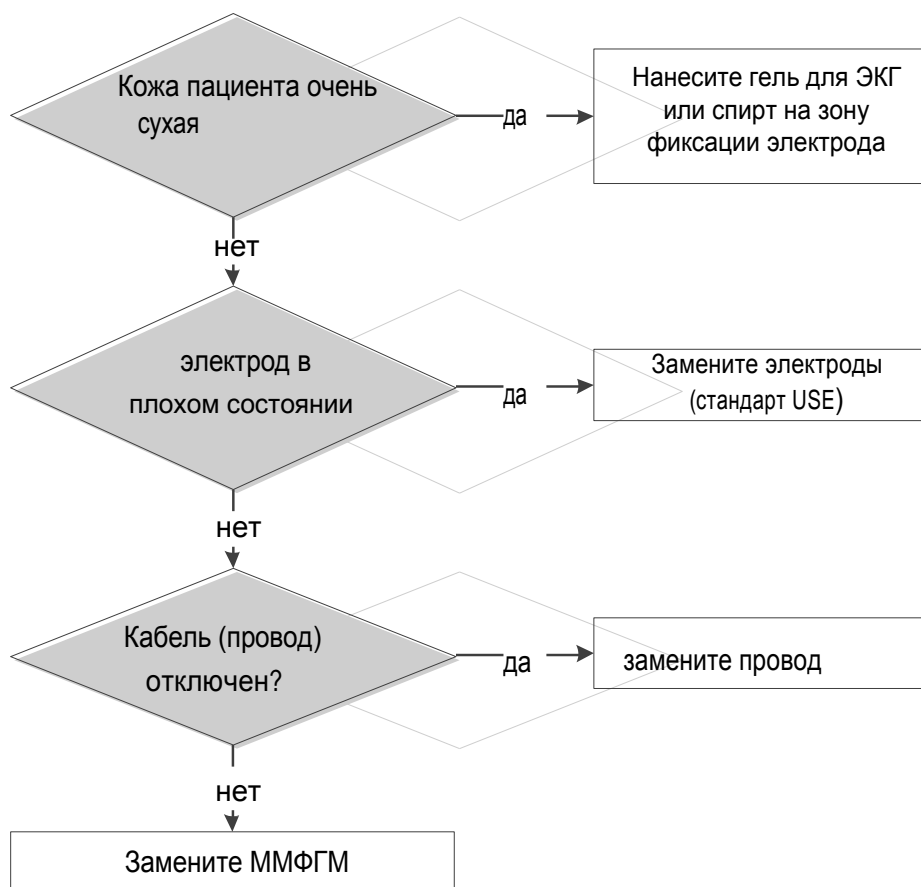 Кожа пациента очень
сухая
да
Нанесите гель для ЭКГ
или спирт на зону
фиксации электрода
нет
электрод в
плохом состоянии
да
Замените электроды
(стандарт USE)
нет
Кабель (провод)
отключен?
да
замените провод
нет
Замените ММФГМ